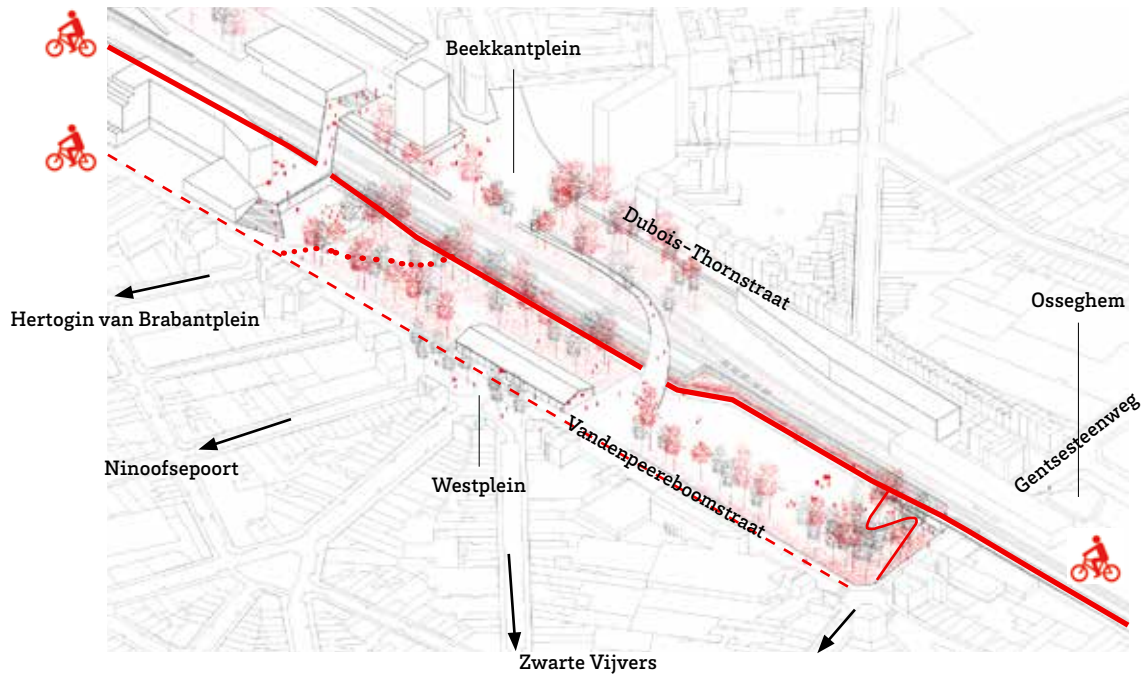 Beekkantplein
Dubois-Thornstraat
Osseghem
Hertogin van Brabantplein
Gentsesteenweg
Ninoofsepoort
Westplein
Vandenpeereboomstraat
Zwarte Vijvers